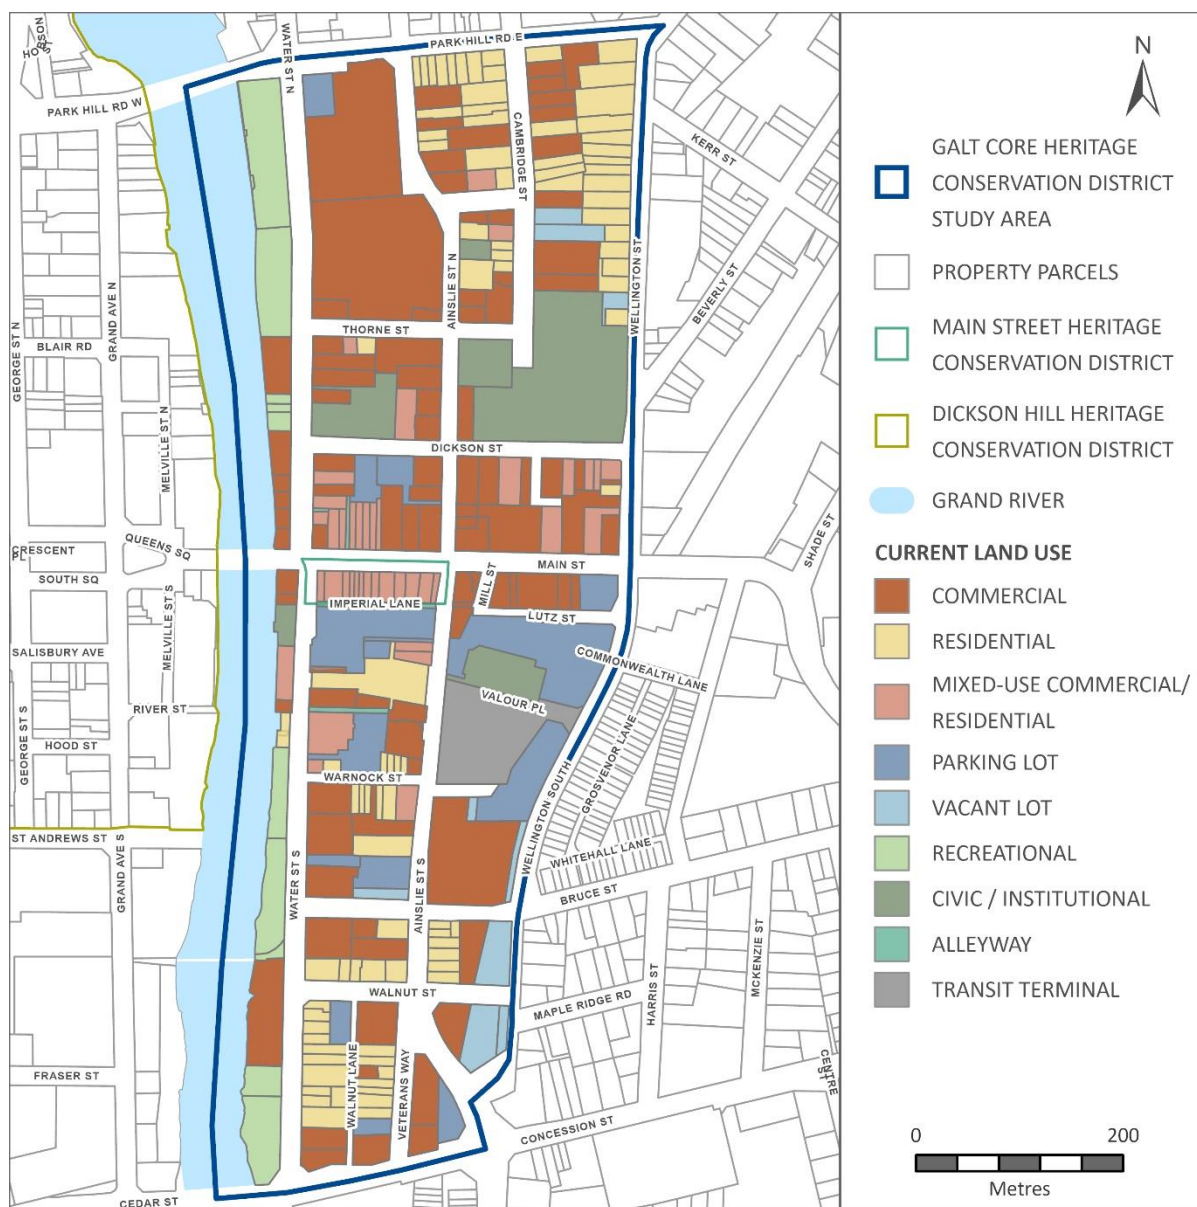 HOBSON ST
WATER ST N
PARK HILL RD E
N
PARK HILL RD W
KERR ST
CAMBRIDGE ST
GALT CORE HERITAGE
CONSERVATION DISTRICT
STUDY AREA
GRAND AVE N
AINSLIE ST N
WELLINGTON ST
BEVERLY ST
PROPERTY PARCELS
GEORGE ST N
BLAIR RD
THORNE ST
MAIN STREET HERITAGE
CONSERVATION DISTRICT
MELVILLE ST N
DICKSON ST
DICKSON HILL HERITAGE
CONSERVATION DISTRICT
GRAND RIVER
CRESCENT PL
QUEENS SQ
SOUTH SQ
MAIN ST
SHADE ST
CURRENT LAND USE
MILL ST
IMPERIAL LANE
LUTZ ST
COMMERCIAL
SALISBURY AVE
MELVILLE ST S
COMMONWEALTH LANE
RESIDENTIAL
RIVER ST
VALOUR PL
MIXED-USE COMMERCIAL/
RESIDENTIAL
GEORGE ST S
HOOD ST
WARNOCK ST
GROSVENOR LANE
PARKING LOT
WELLINGTON SOUTH
VACANT LOT
ST ANDREWS ST
GRAND AVE S
WATER ST S
AINSLIE ST S
WHITEHALL LANE
BRUCE ST
RECREATIONAL
CIVIC / INSTITUTIONAL
ALLEYWAY
WALNUT ST
MAPLE RIDGE RD
HARRIS ST
MCKENZIE ST
TRANSIT TERMINAL
FRASER ST
WALNUT LANE
VETERANS WAY
CENTRE ST
CONCESSION ST
0 200
Metres
CEDAR ST